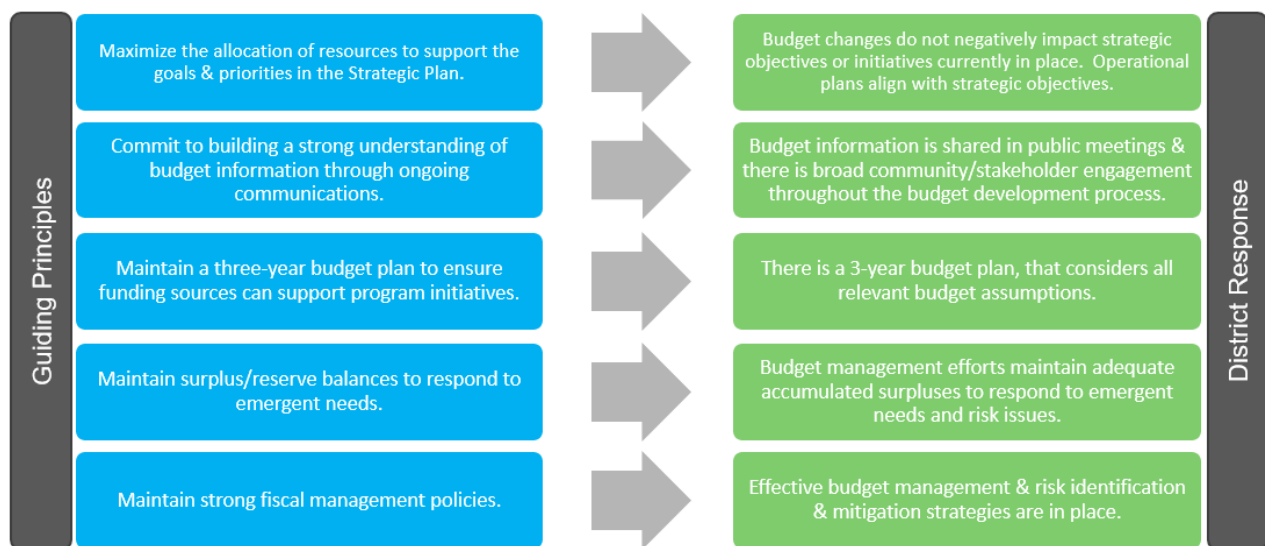 Guiding Principles
Maximize the allocation of resources to support the
goals & priorities in the Strategic Plan.
Budget changes do not negatively impact strategic
objectives or initiatives currently in place.  Operational
plans align with strategic objectives.
Commit to building a strong understanding of
budget information through ongoing
communications.
Budget information is shared in public meetings &
there is broad community/stakeholder engagement
throughout the budget development process.
Maintain a three-year budget plan to ensure
funding sources can support program initiatives.
There is a 3-year budget plan, that considers all
relevant budget assumptions.
Maintain surplus/reserve balances to respond to
emergent needs.
Budget management efforts maintain adequate
accumulated surpluses to respond to emergent
needs and risk issues.
Maintain strong fiscal management policies.
Effective budget management & risk identification
& mitigation strategies are in place.
District Response